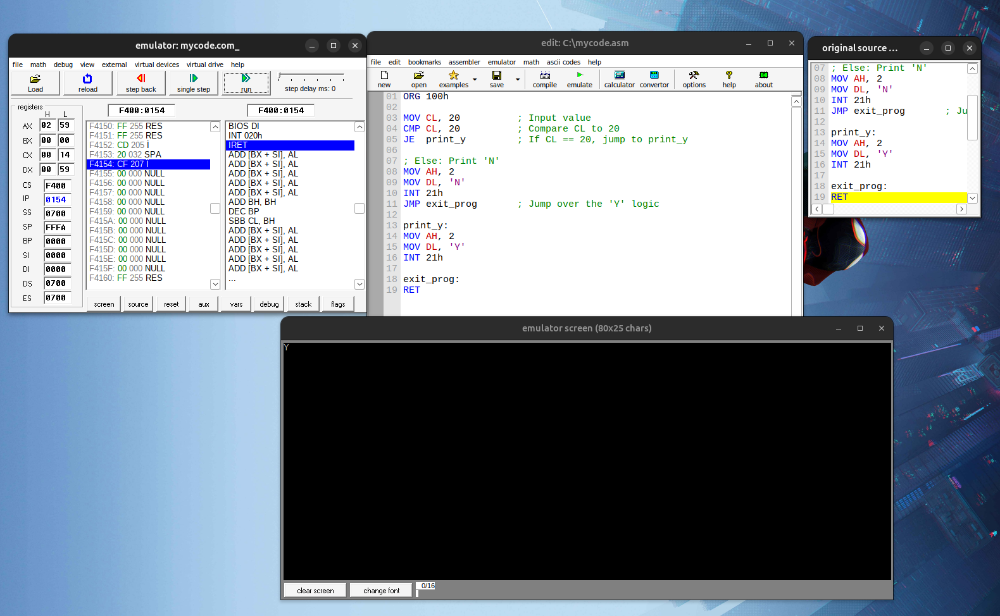 emulator: mycode.com_
file math debug view external virtual devices virtual drive help
Load reload step back single step run step delay ms: 0
registers
H L
F400:0154 F400:0154
AX 02 59
BX 00 00
CX 00 14
DX 00 59
CS F400
IP 0154
SS 0700
SP FFFA
BP 0000
SI 0000
DI 0000
DS 0700
ES 0700
F4150: FF 255 RES
F4151: FF 255 RES
F4152: CD 205 İ
F4153: 20 032 SPA
F4154: CF 207 Ï
F4155: 00 000 NULL
F4156: 00 000 NULL
F4157: 00 000 NULL
F4158: 00 000 NULL
F4159: 00 000 NULL
F415A: 00 000 NULL
F415B: 00 000 NULL
F415C: 00 000 NULL
F415D: 00 000 NULL
F415E: 00 000 NULL
F415F: 00 000 NULL
F4160: FF 255 RES
BIOS DI
INT 020h
IRET
ADD [BX + SI], AL
ADD [BX + SI], AL
ADD [BX + SI], AL
ADD [BX + SI], AL
ADD [BX + SI], AL
ADD BH, BH
DEC BP
SBB CL, BH
ADD [BX + SI], AL
ADD [BX + SI], AL
ADD [BX + SI], AL
ADD [BX + SI], AL
ADD [BX + SI], AL
...
screen source reset aux vars debug stack flags
edit: C:\mycode.asm
file edit bookmarks assembler emulator math ascii codes help
new open examples save compile emulate calculator convertor options help about
01 ORG 100h
02
03 MOV CL, 20 ; Input value
04 CMP CL, 20 ; Compare CL to 20
05 JE print_y ; If CL == 20, jump to print_y
06
07 ; Else: Print 'N'
08 MOV AH, 2
09 MOV DL, 'N'
10 INT 21h
11 JMP exit_prog ; Jump over the 'Y' logic
12
13 print_y:
14 MOV AH, 2
15 MOV DL, 'Y'
16 INT 21h
17
18 exit_prog:
19 RET
original source ...
07 ; Else: Print 'N'
08 MOV AH, 2
09 MOV DL, 'N'
10 INT 21h
11 JMP exit_prog ; Ju
12
13 print_y:
14 MOV AH, 2
15 MOV DL, 'Y'
16 INT 21h
17
18 exit_prog:
19 RET
emulator screen (80x25 chars)
Y
clear screen change font 0/16